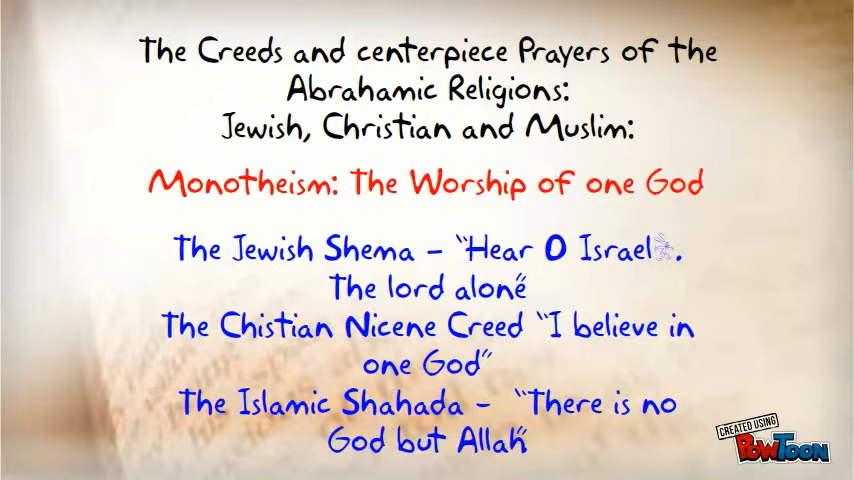 The Creeds and centerpiece Prayers of the
Abrahamic Religions:
Jewish, Christian and Muslim:
Monotheism: The Worship of one God
The Jewish Shema – “Hear O Israel.
The lord alone”
The Chistian Nicene Creed “I believe in
one God”
The Islamic Shahada – “There is no
God but Allah”
CREATED USING
POWTOON